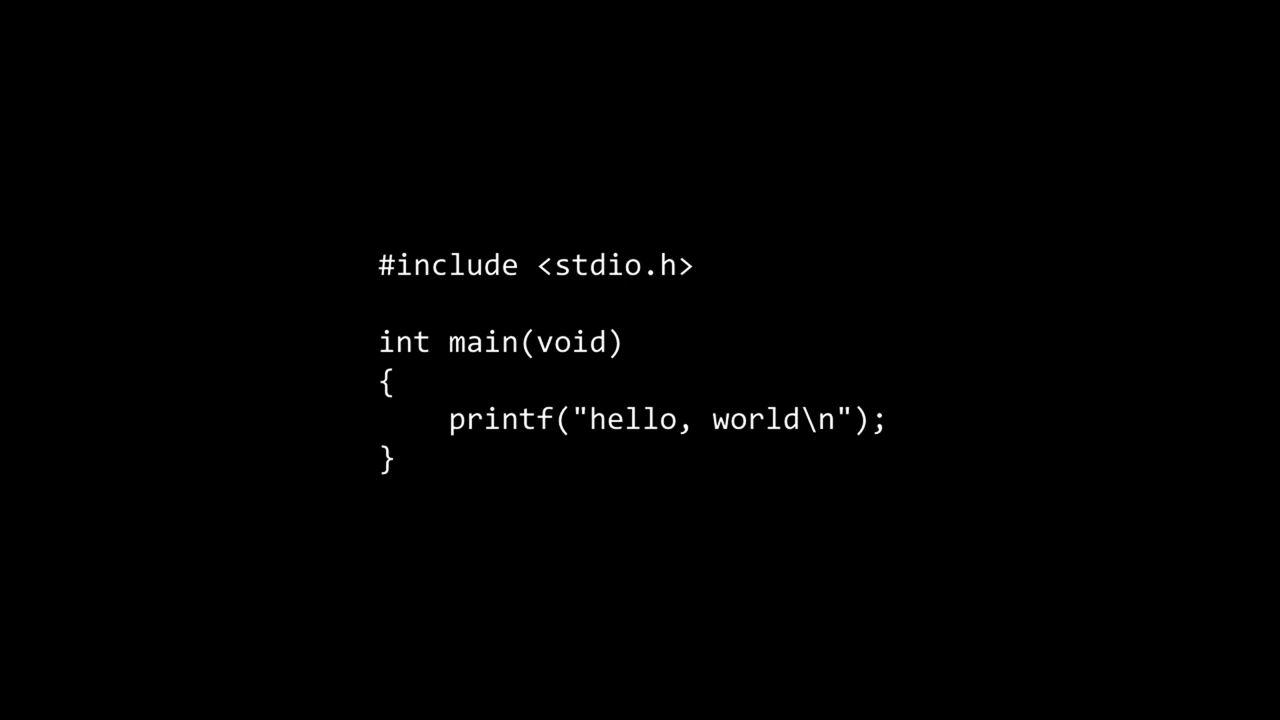 #include <stdio.h>

int main(void)
{
    printf("hello, world\n");
}